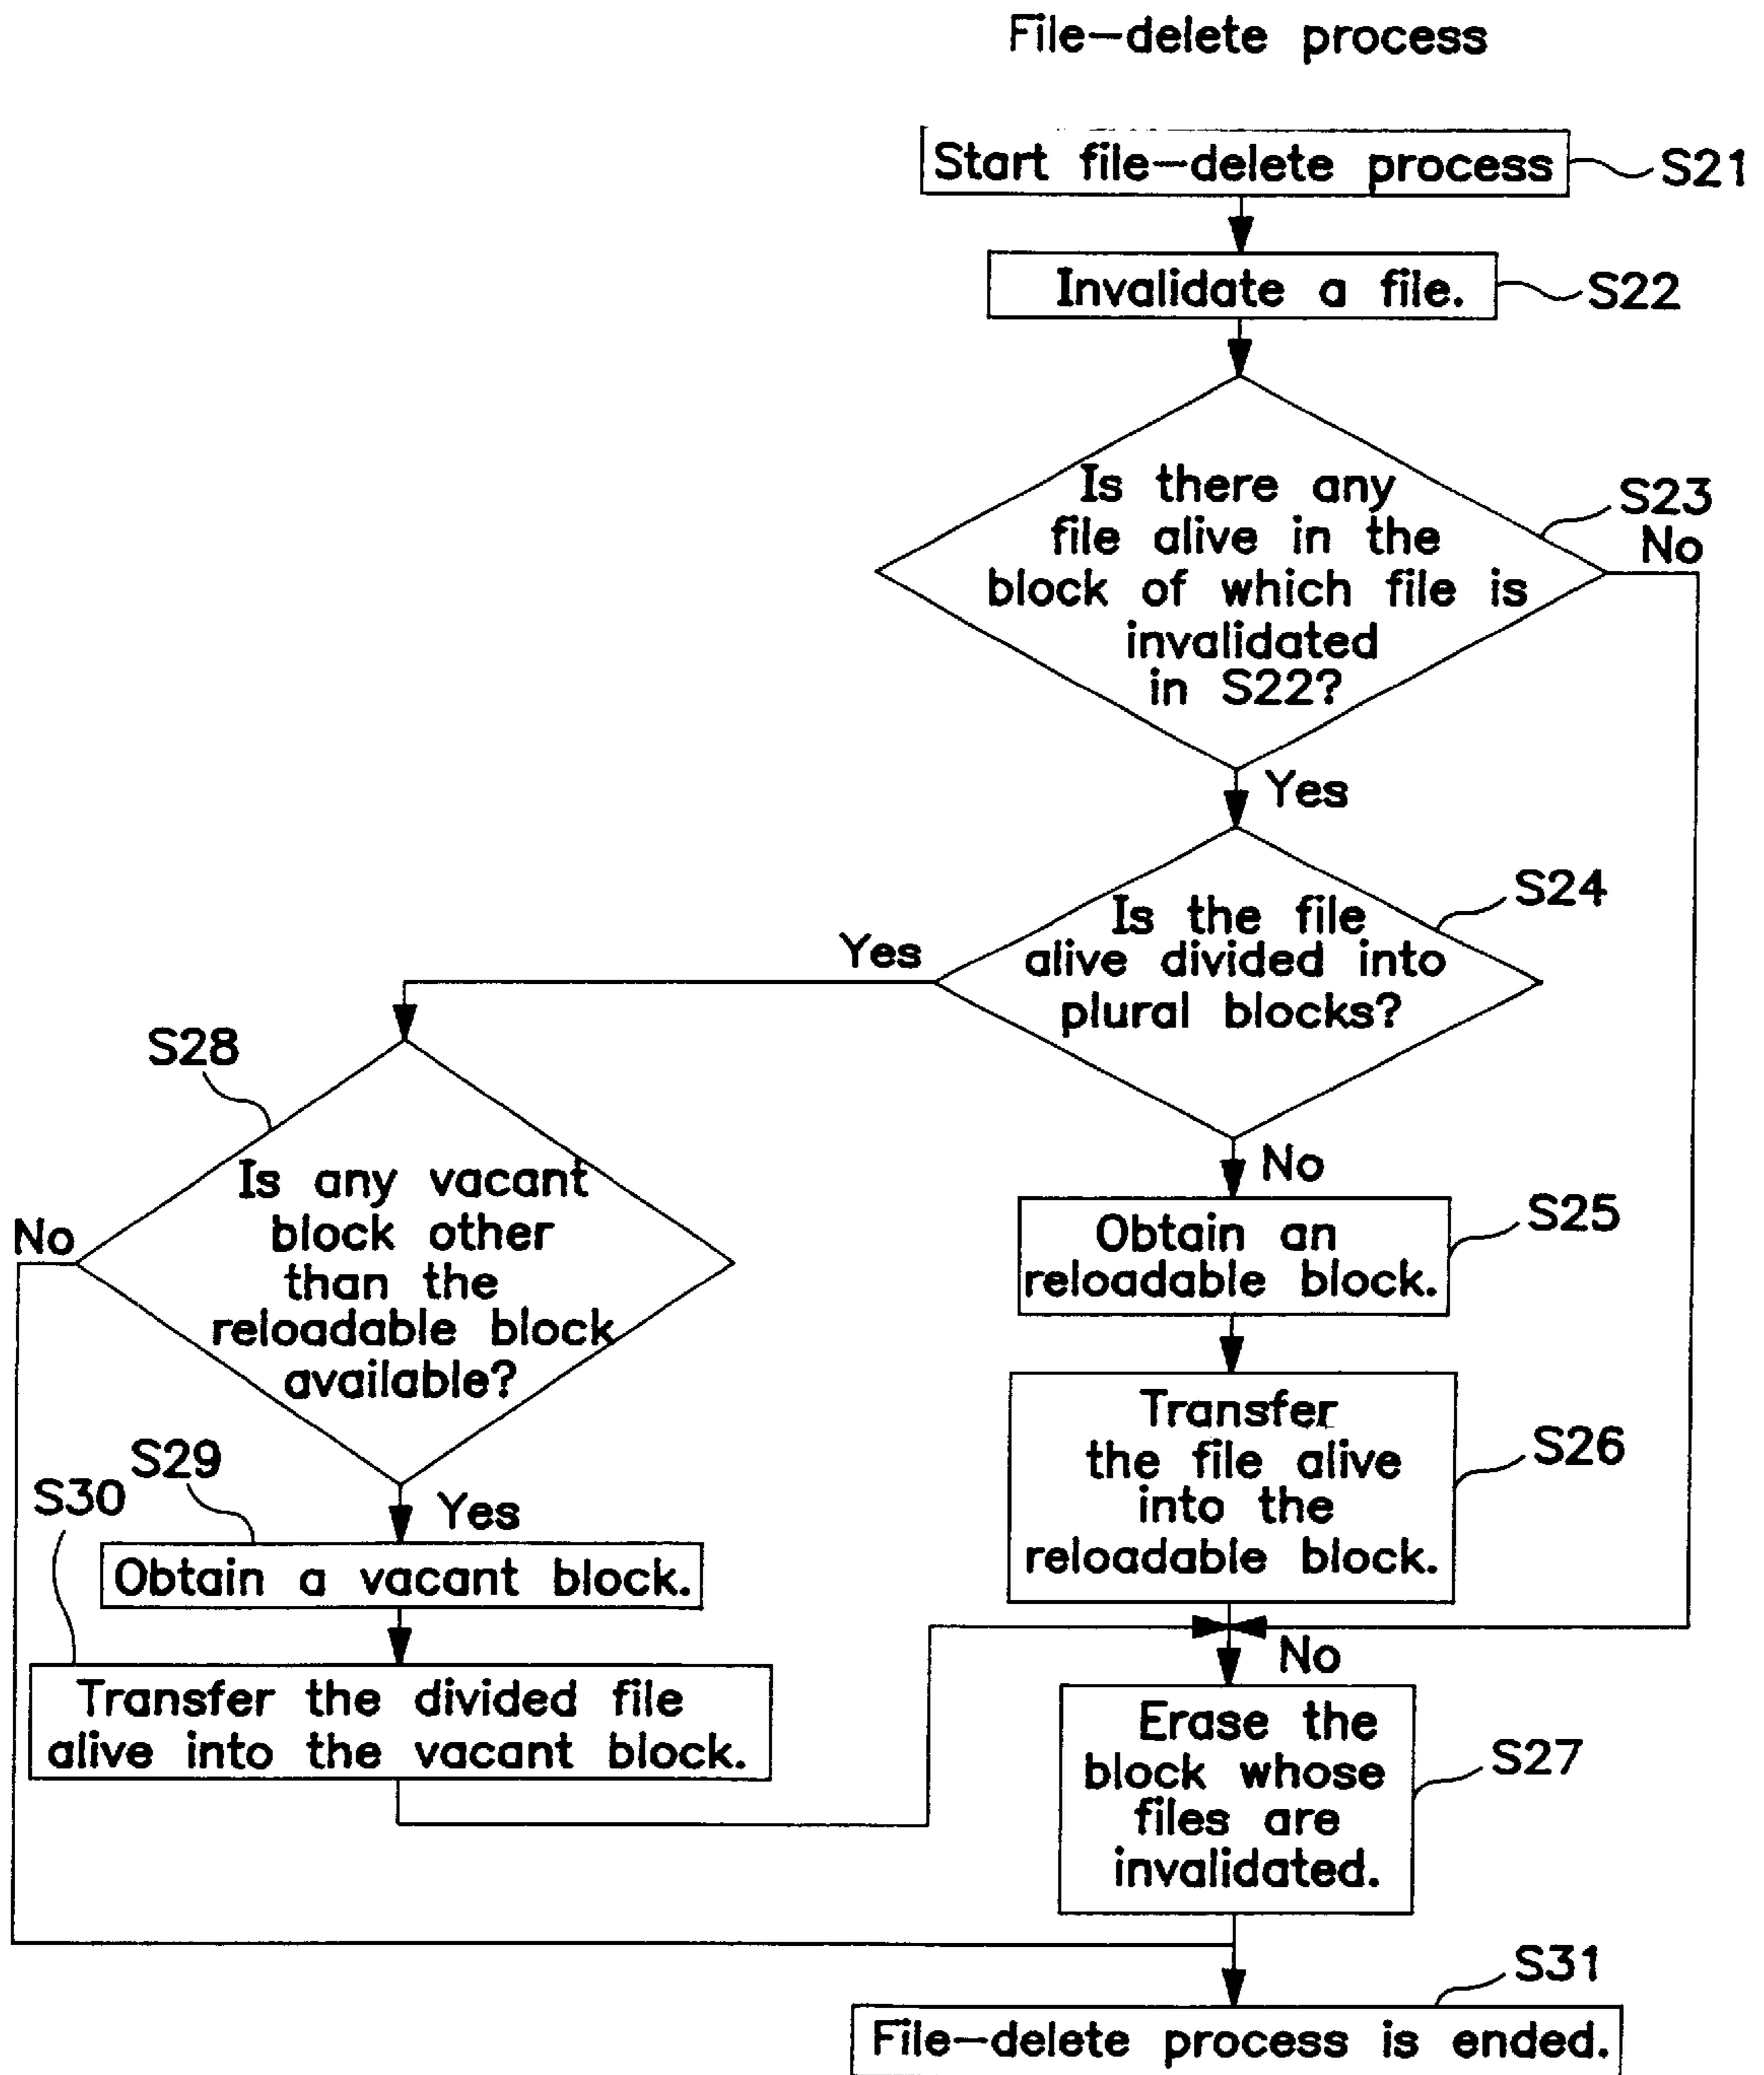 File-delete process
Start file-delete process
S21
Invalidate a file.
S22
Is there any
file alive in the
block of which file is
invalidated
in S22?
S23
No
Yes
Is the file
alive divided into
plural blocks?
S24
Yes
No
S28
Is any vacant
block other
than the
reloadable block
available?
No
Yes
Obtain an
reloadable block.
S25
Transfer
the file alive
into the
reloadable block.
S26
S29
Obtain a vacant block.
S30
Transfer the divided file
alive into the vacant block.
No
Erase the
block whose
files are
invalidated.
S27
S31
File-delete process is ended.